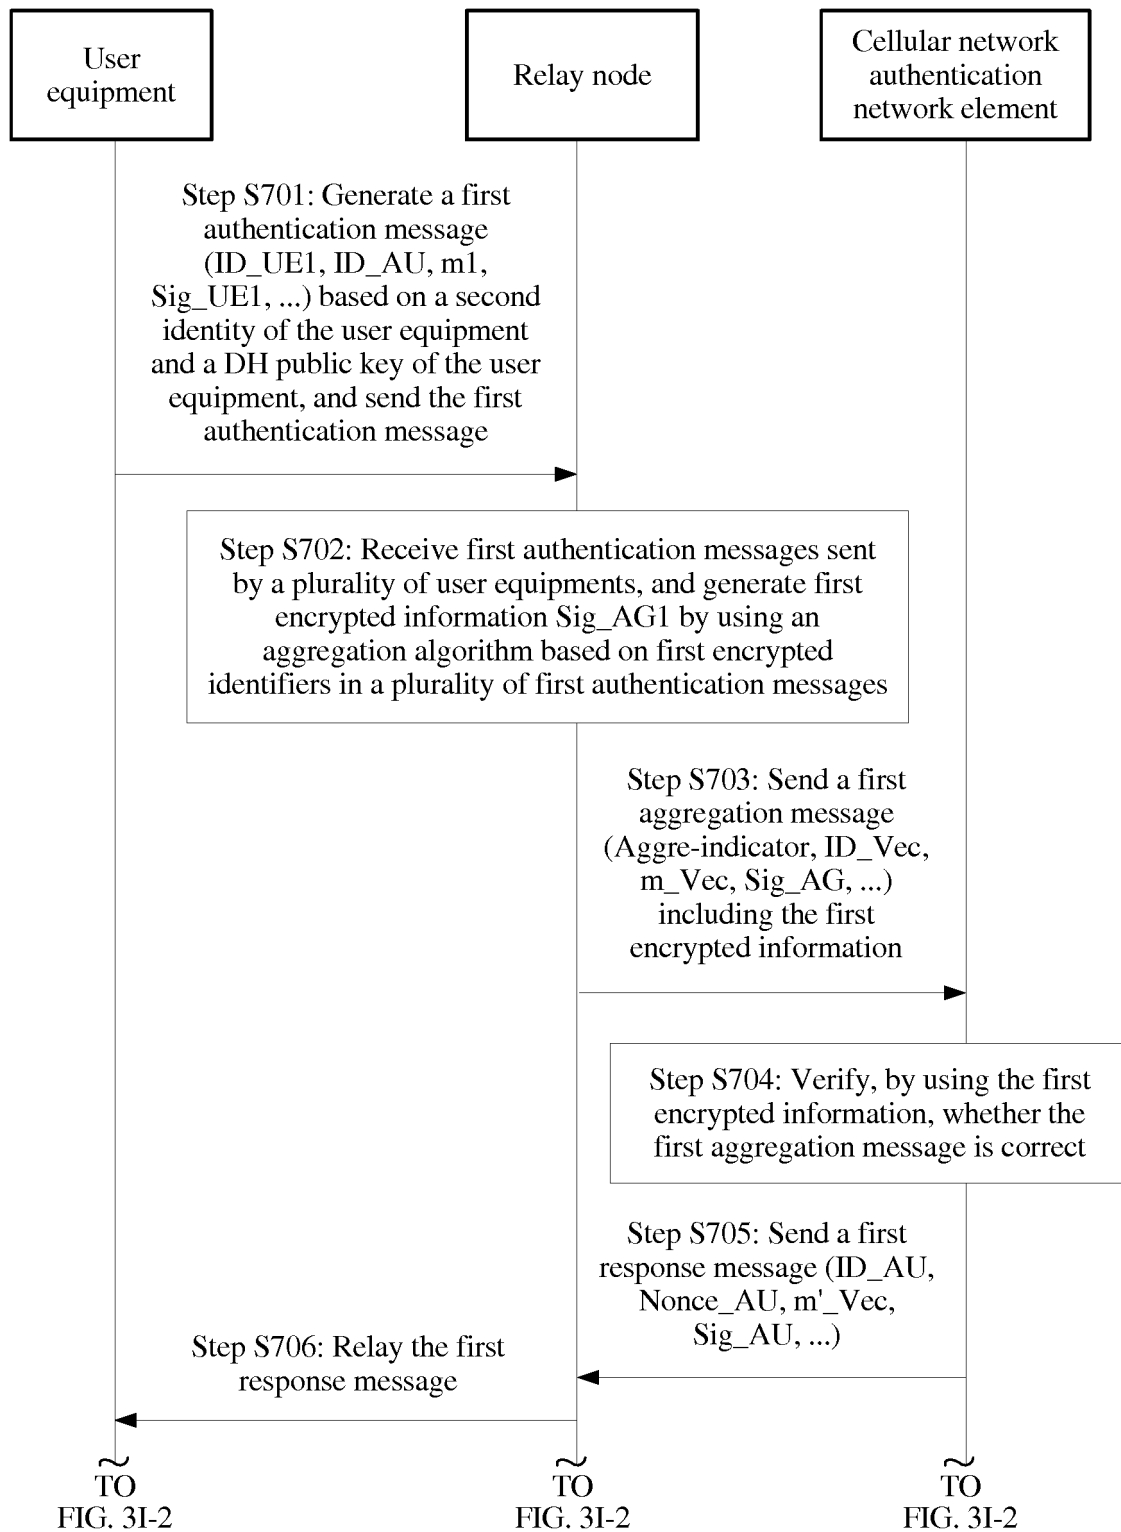 User
equipment
Relay node
Cellular network
authentication
network element
Step S701: Generate a first
authentication message
(ID_UE1, ID_AU, m1,
Sig_UE1, ...) based on a second
identity of the user equipment
and a DH public key of the user
equipment, and send the first
authentication message
Step S702: Receive first authentication messages sent
by a plurality of user equipments, and generate first
encrypted information Sig_AG1 by using an
aggregation algorithm based on first encrypted
identifiers in a plurality of first authentication messages
Step S703: Send a first
aggregation message
(Aggre-indicator, ID_Vec,
m_Vec, Sig_AG, ...)
including the first
encrypted information
Step S704: Verify, by using the first
encrypted information, whether the
first aggregation message is correct
Step S705: Send a first
response message (ID_AU,
Nonce_AU, m'_Vec,
Sig_AU, ...)
Step S706: Relay the first
response message
TO
FIG. 3I-2
TO
FIG. 3I-2
TO
FIG. 3I-2